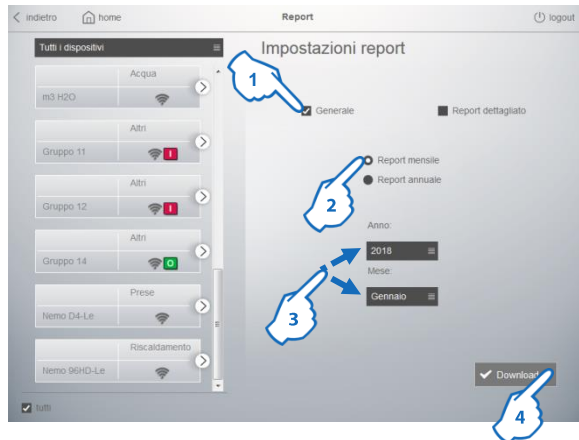 indietro
home
Report
logout
Tutti i dispositivi
Acqua
m3 H2O
Altri
Gruppo 11
I
Altri
Gruppo 12
I
Altri
Gruppo 14
O
Prese
Nemo D4-Le
Riscaldamento
Nemo 96HD-Le
tutti
Impostazioni report
1
Generale
Report dettagliato
Report mensile
Report annuale
2
Anno:
2018
Mese:
Gennaio
3
Download
4